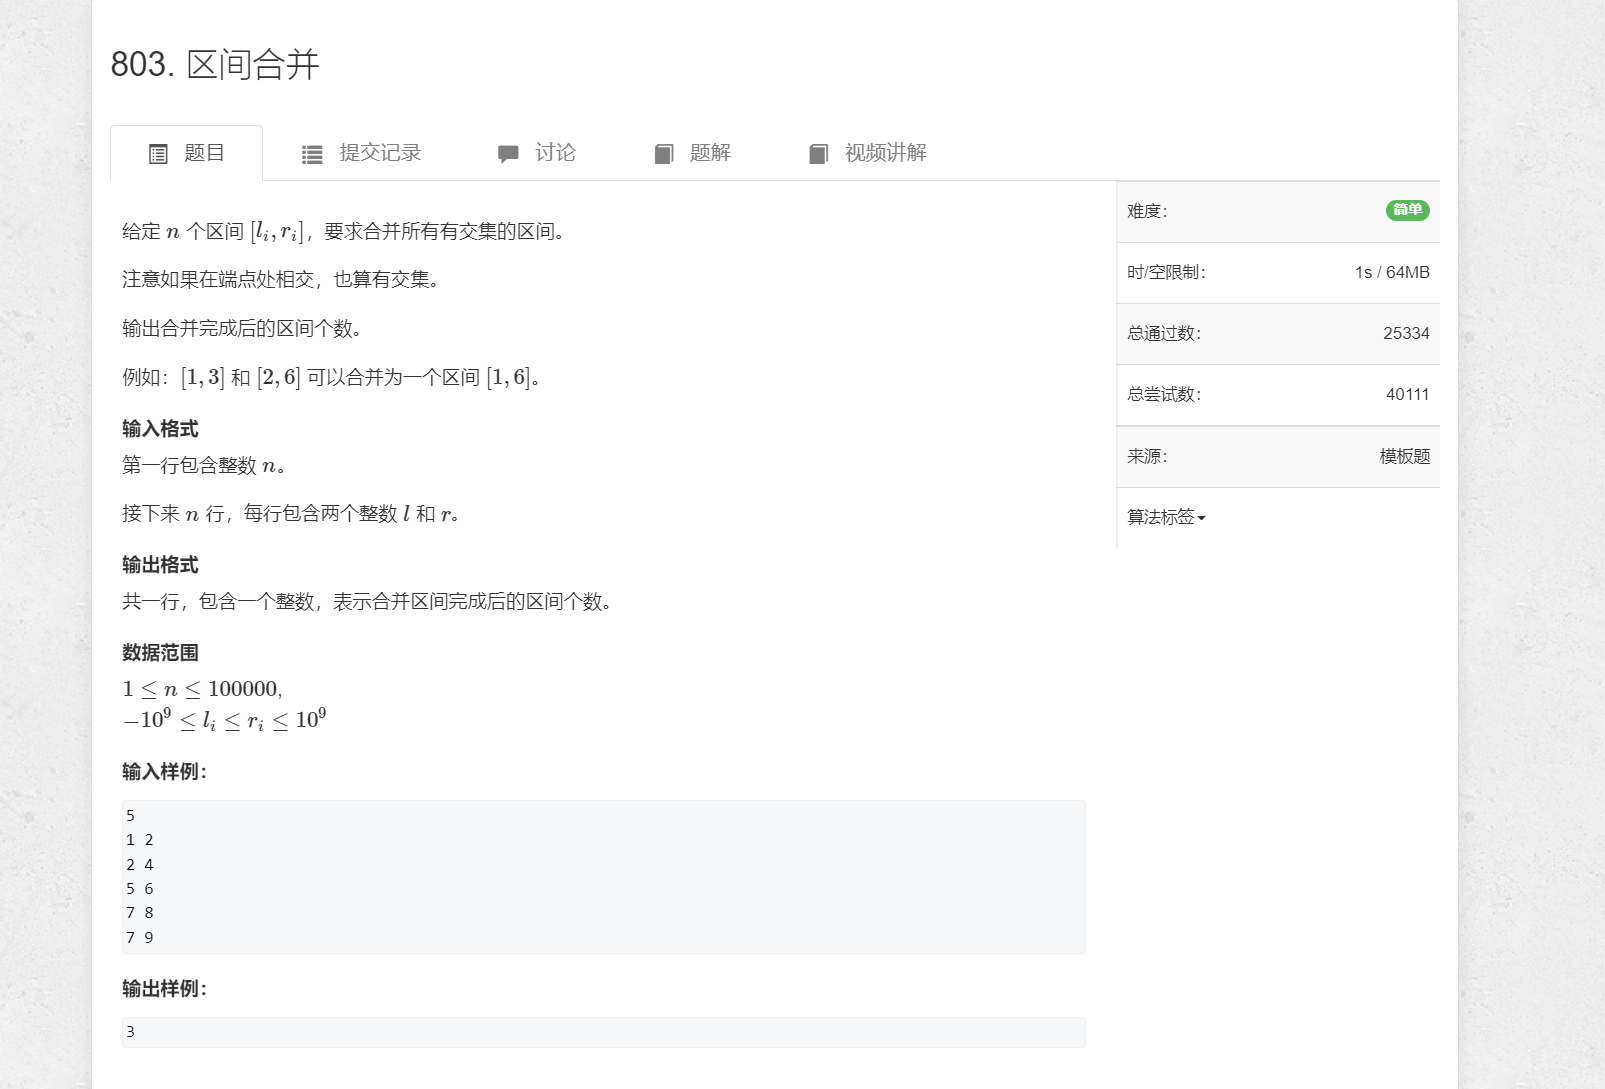 803. 区间合并
题目
提交记录
讨论
题解
视频讲解
给定 n 个区间 [l_i, r_i]，要求合并所有有交集的区间。
注意如果在端点处相交，也算有交集。
输出合并完成后的区间个数。
例如：[1,3] 和 [2,6] 可以合并为一个区间 [1,6]。
输入格式
第一行包含整数 n。
接下来 n 行，每行包含两个整数 l 和 r。
输出格式
共一行，包含一个整数，表示合并区间完成后的区间个数。
数据范围
1 ≤ n ≤ 100000,
−10⁹ ≤ l_i ≤ r_i ≤ 10⁹
输入样例：
5
1 2
2 4
5 6
7 8
7 9
输出样例：
3
难度： 简单
时/空限制： 1s / 64MB
总通过数： 25334
总尝试数： 40111
来源： 模板题
算法标签